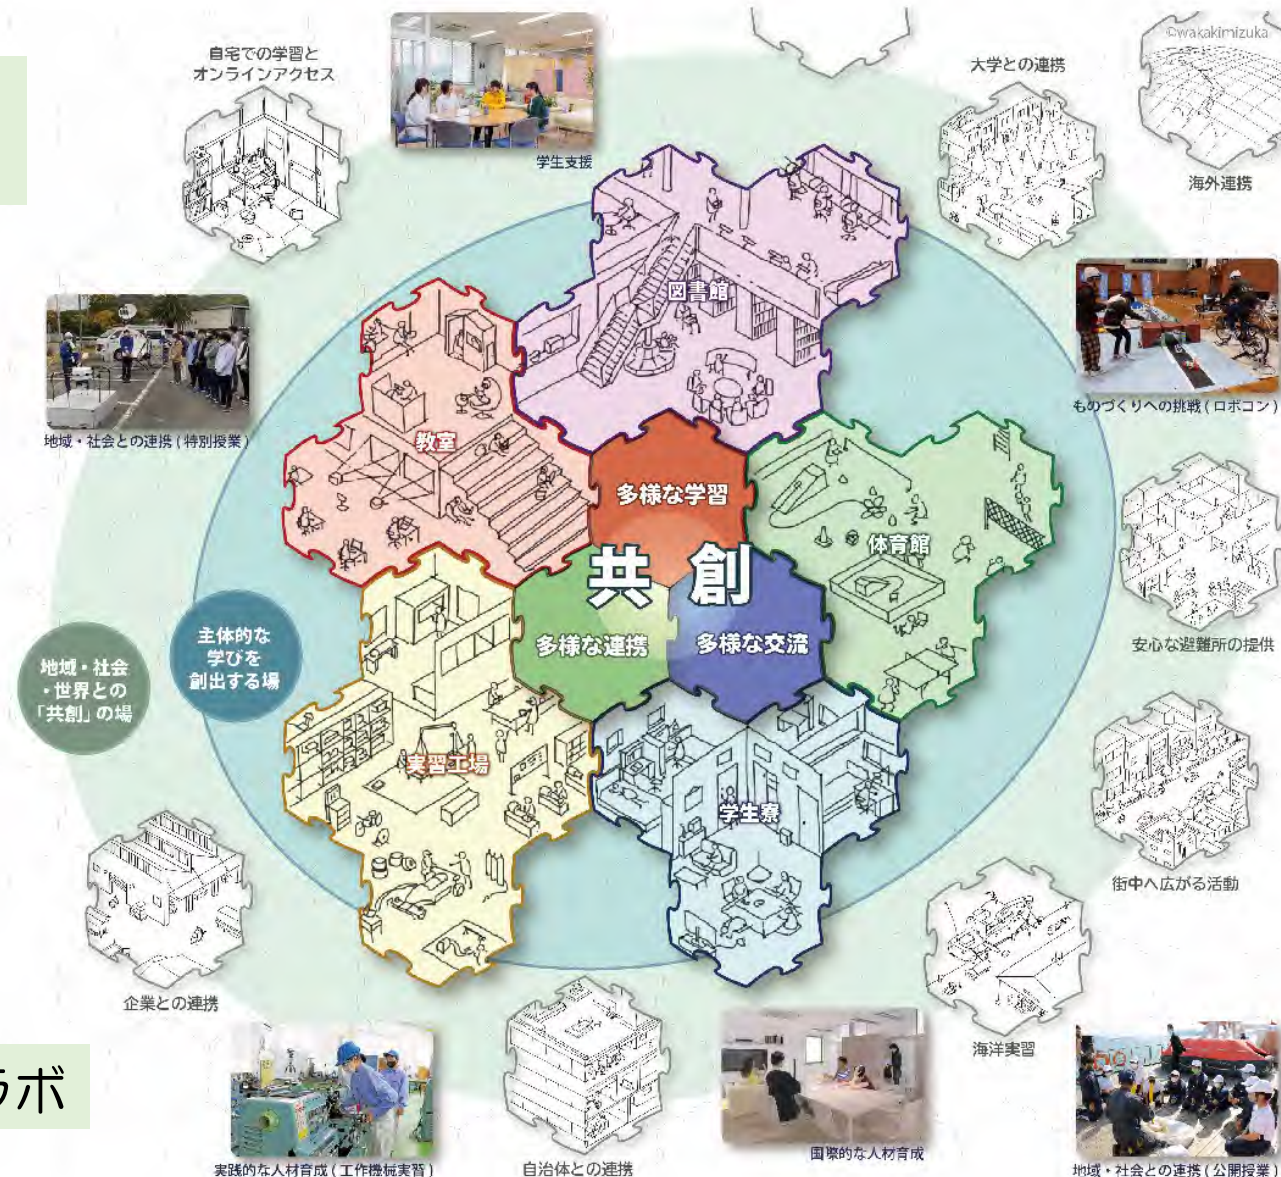 ©wakakimizuka
自宅での学習と
オンラインアクセス
大学との連携
学生支援
海外連携
図書館
ものづくりへの挑戦(ロボコン)
地域・社会との連携(特別授業)
教室
多様な学習
体育館
共創
多様な連携
多様な交流
安心な避難所の提供
主体的な
学びを
創出する場
地域・社会
・世界との
「共創」の場
実習工場
学生寮
街中へ広がる活動
企業との連携
海洋実習
ラボ
実践的な人材育成(工作機械実習)
自治体との連携
国際的な人材育成
地域・社会との連携(公開授業)